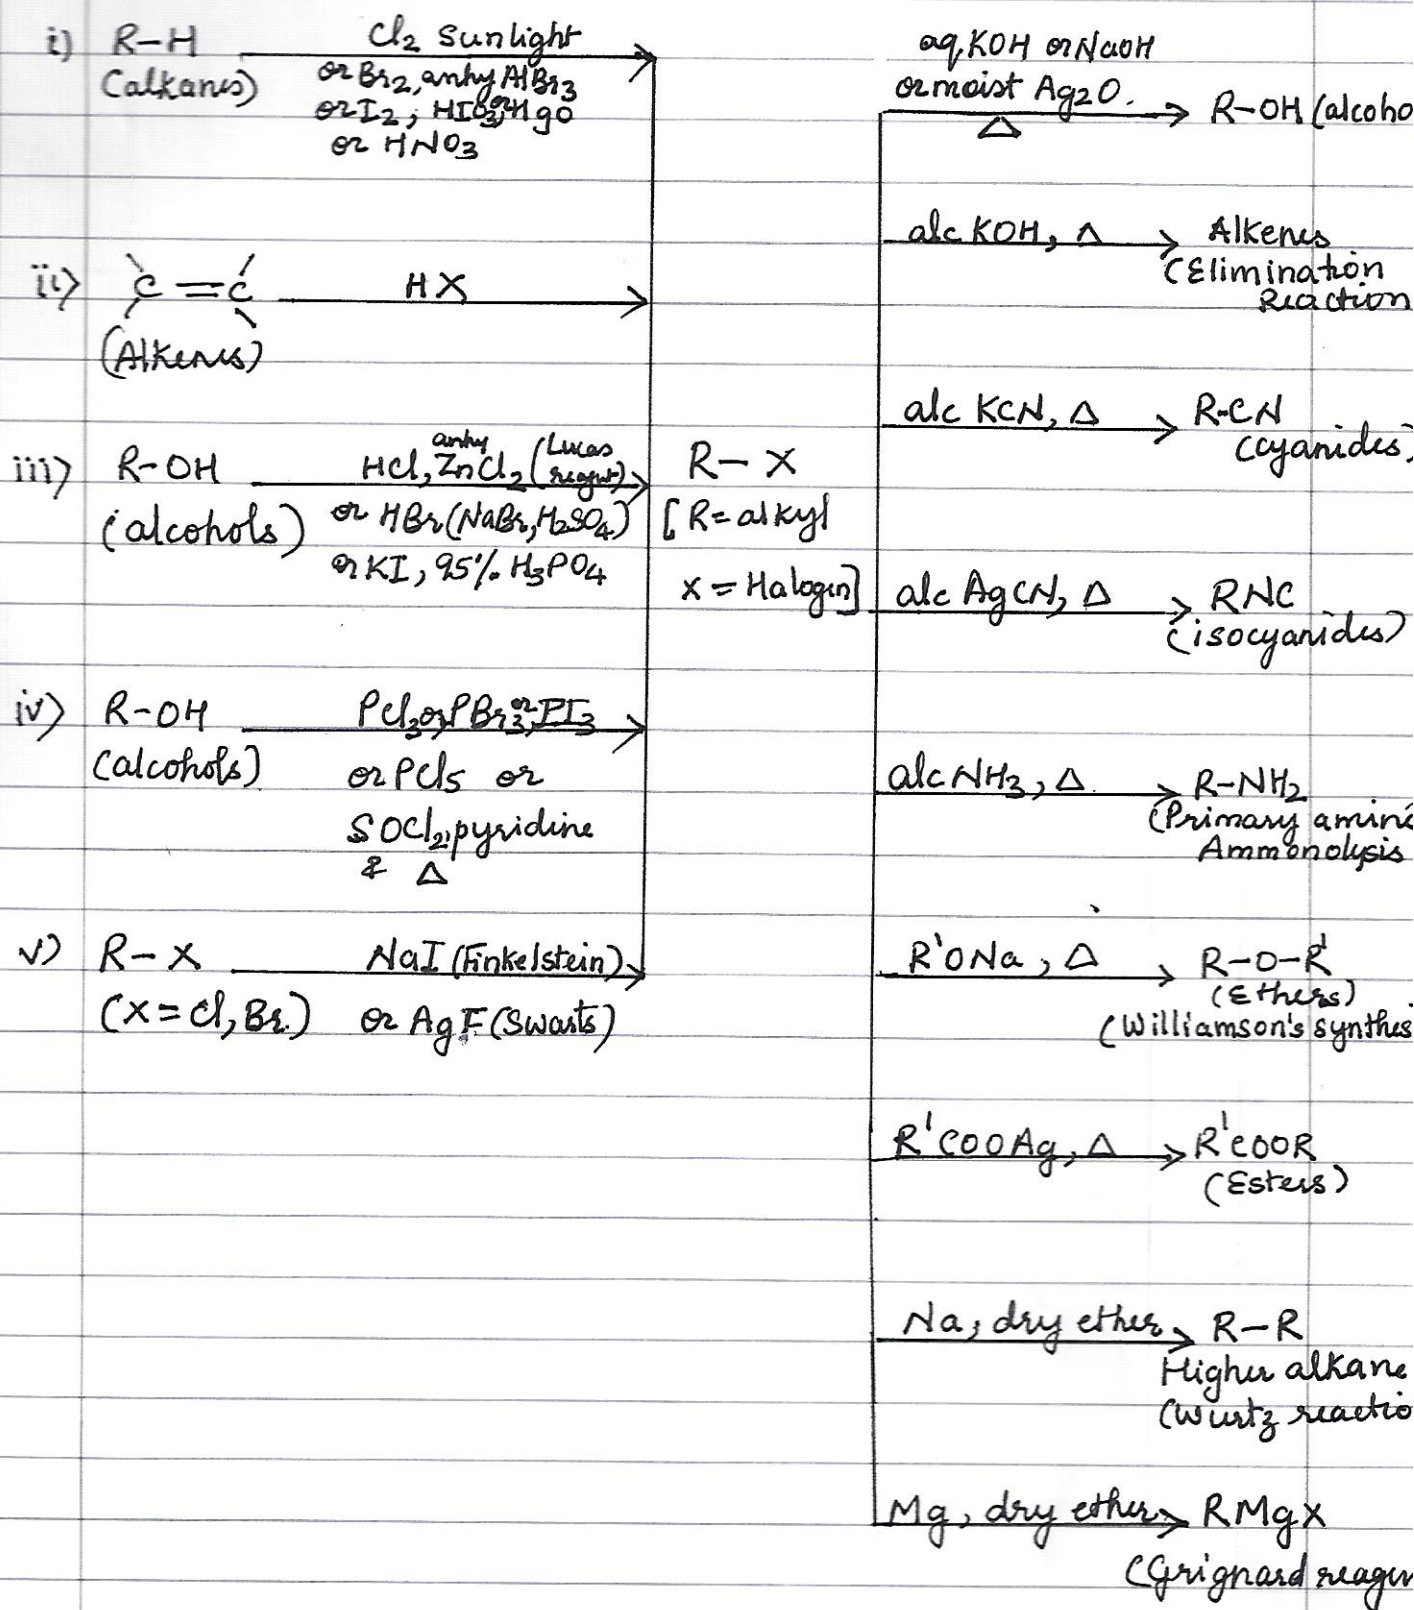 i) R-H Cl2 Sunlight
(alkanes) or Br2, anhy AlBr3
or I2, HIO3 or HgO
or HNO3
ii) C=C HX
(Alkenes)
iii) R-OH HCl, anhy ZnCl2 (Lucas reagent)
(alcohols) or HBr(NaBr, H2SO4)
or KI, 95% H3PO4
iv) R-OH PCl3 or PBr3 or PI3
(alcohols) or PCl5 or
SOCl2, pyridine
& Δ
v) R-X NaI (Finkelstein)
(X=Cl, Br.) or AgF (Swarts)
R-X
[R=alkyl
X=Halogen]
aq KOH or NaOH
or moist Ag2O. R-OH (alcoho
Δ
alc KOH, Δ Alkenes
(Elimination
Reaction
alc KCN, Δ R-CN
(cyanides)
alc AgCN, Δ RNC
(isocyanides)
alc NH3, Δ R-NH2
(Primary amine
Ammonolysis
R'ONa, Δ R-O-R'
(Ethers)
(Williamson's synthes
R'COOAg, Δ R'COOR
(Esters)
Na, dry ether R-R
Higher alkane
(Wurtz reactio
Mg, dry ether RMgX
(Grignard reagen